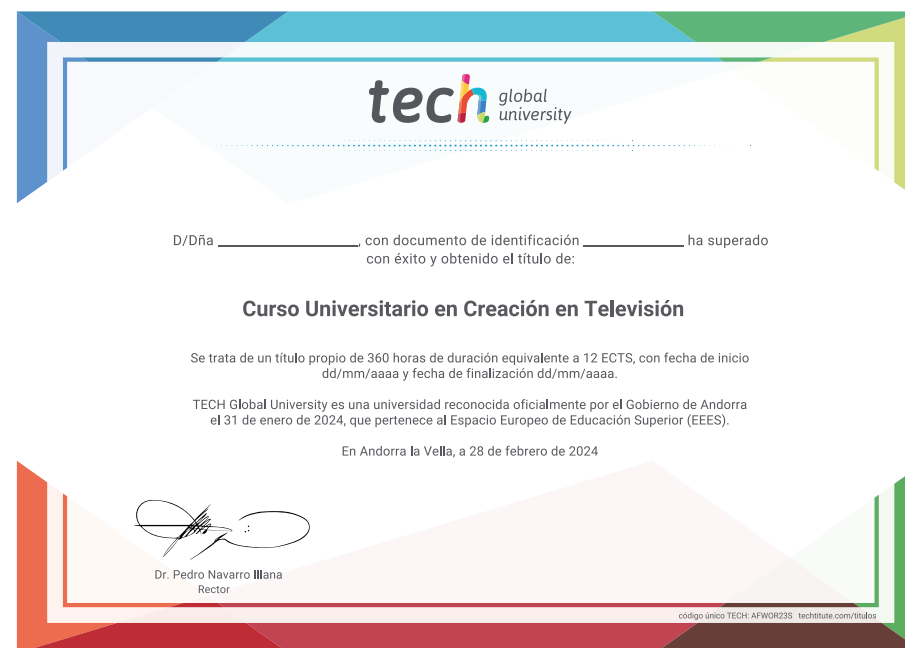 tech global
university
D/Dña ____________________, con documento de identificación ______________ ha superado
con éxito y obtenido el título de:
Curso Universitario en Creación en Televisión
Se trata de un título propio de 360 horas de duración equivalente a 12 ECTS, con fecha de inicio
dd/mm/aaaa y fecha de finalización dd/mm/aaaa.
TECH Global University es una universidad reconocida oficialmente por el Gobierno de Andorra
el 31 de enero de 2024, que pertenece al Espacio Europeo de Educación Superior (EEES).
En Andorra la Vella, a 28 de febrero de 2024
Dr. Pedro Navarro Illana
Rector
código único TECH: AFWOR23S techtitute.com/titulos